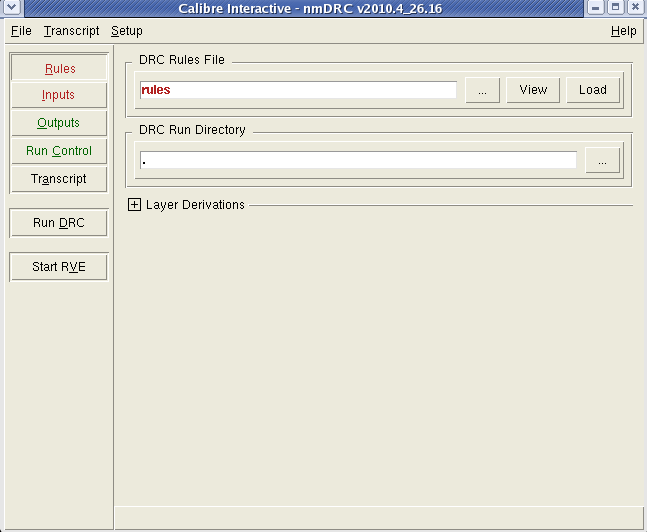 Calibre Interactive - nmDRC v2010.4_26.16
File Transcript Setup Help
Rules
Inputs
Outputs
Run Control
Transcript
Run DRC
Start RVE
DRC Rules File
rules ... View Load
DRC Run Directory
. ...
Layer Derivations